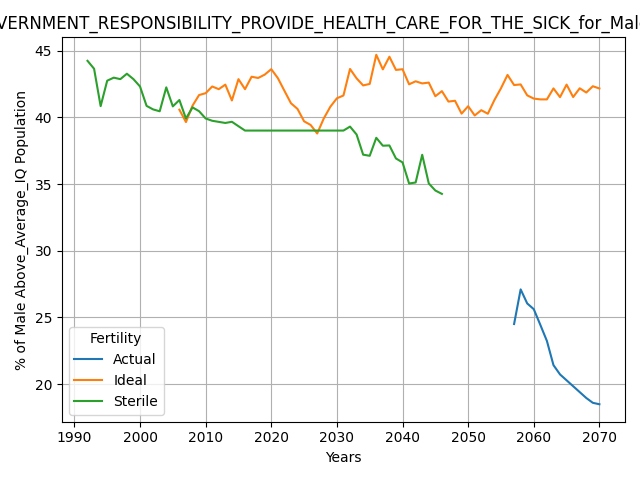 VERNMENT_RESPONSIBILITY_PROVIDE_HEALTH_CARE_FOR_THE_SICK_for_Mal
% of Male Above_Average_IQ Population
45
40
35
30
25
20
Fertility
Actual
Ideal
Sterile
1990 2000 2010 2020 2030 2040 2050 2060 2070
Years